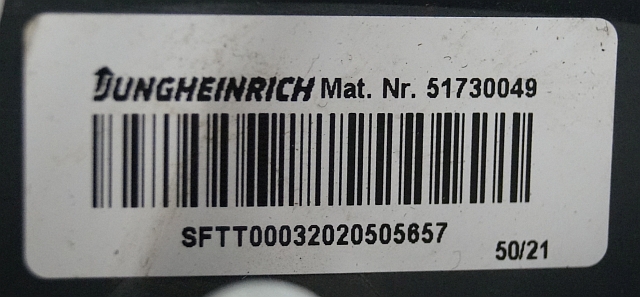 JUNGHEINRICH Mat. Nr. 51730049
SFTT00032020505657
50/21